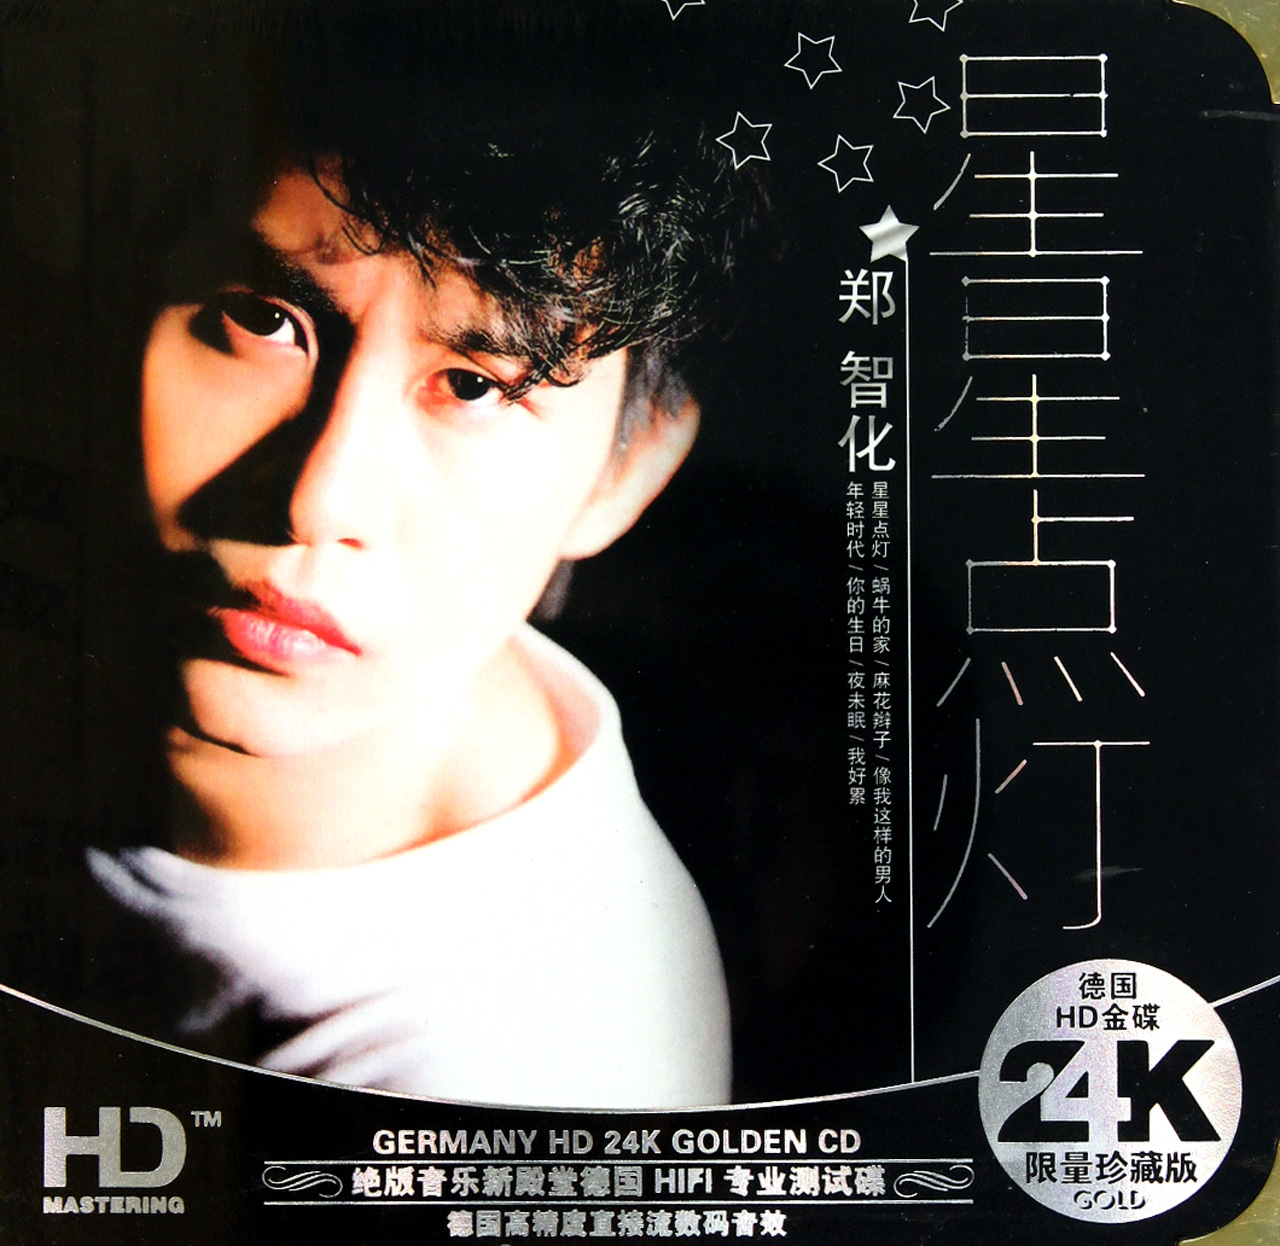 星星点灯
郑智化
星星点灯/蜗牛的家/麻花辫子/像我这样的男人
年轻时代/你的生日/夜未眠/我好累
德国
HD金碟
24K
限量珍藏版
GOLD
HD™
MASTERING
GERMANY HD 24K GOLDEN CD
绝版音乐新殿堂德国 HIFI 专业测试碟
德国高精度直接流数码音效